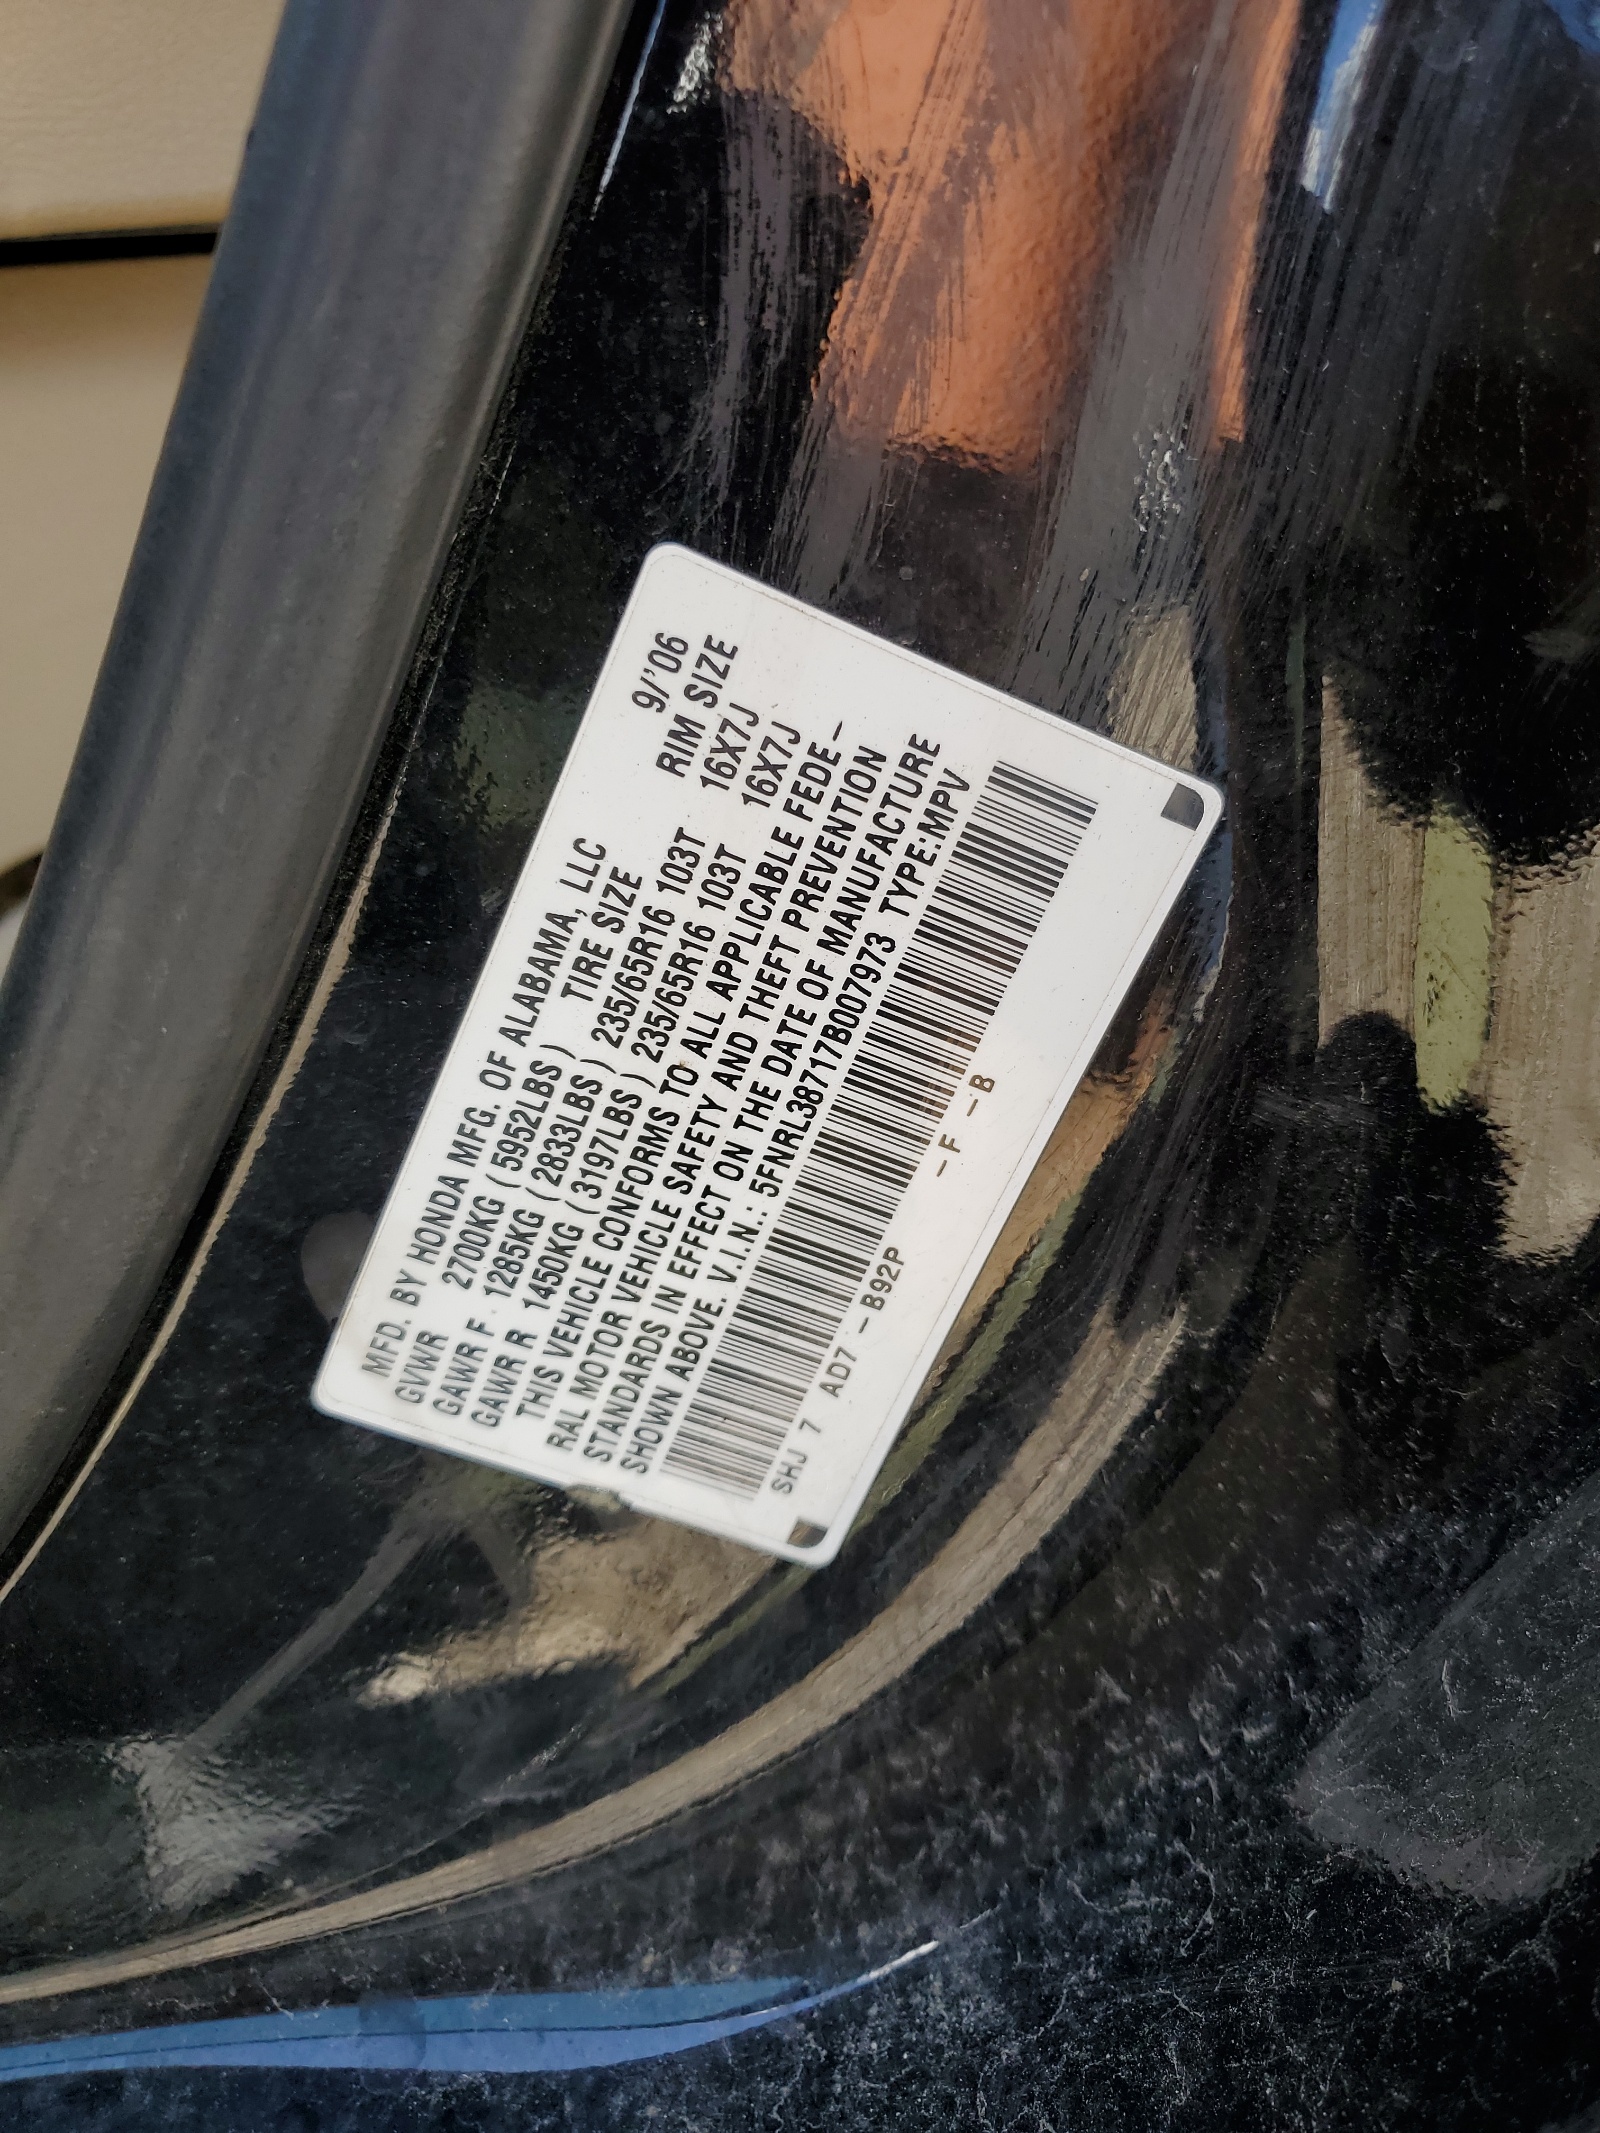 MFD. BY HONDA MFG. OF ALABAMA, LLC 9/'06
GVWR 2700KG ( 5952LBS ) TIRE SIZE RIM SIZE
GAWR F 1285KG ( 2833LBS ) 235/65R16 103T 16X7J
GAWR R 1450KG ( 3197LBS ) 235/65R16 103T 16X7J
THIS VEHICLE CONFORMS TO ALL APPLICABLE FEDE-
RAL MOTOR VEHICLE SAFETY AND THEFT PREVENTION
STANDARDS IN EFFECT ON THE DATE OF MANUFACTURE
SHOWN ABOVE. V.I.N.: 5FNRL38717B007973 TYPE:MPV
SHJ 7 AD7 - B92P - F - B